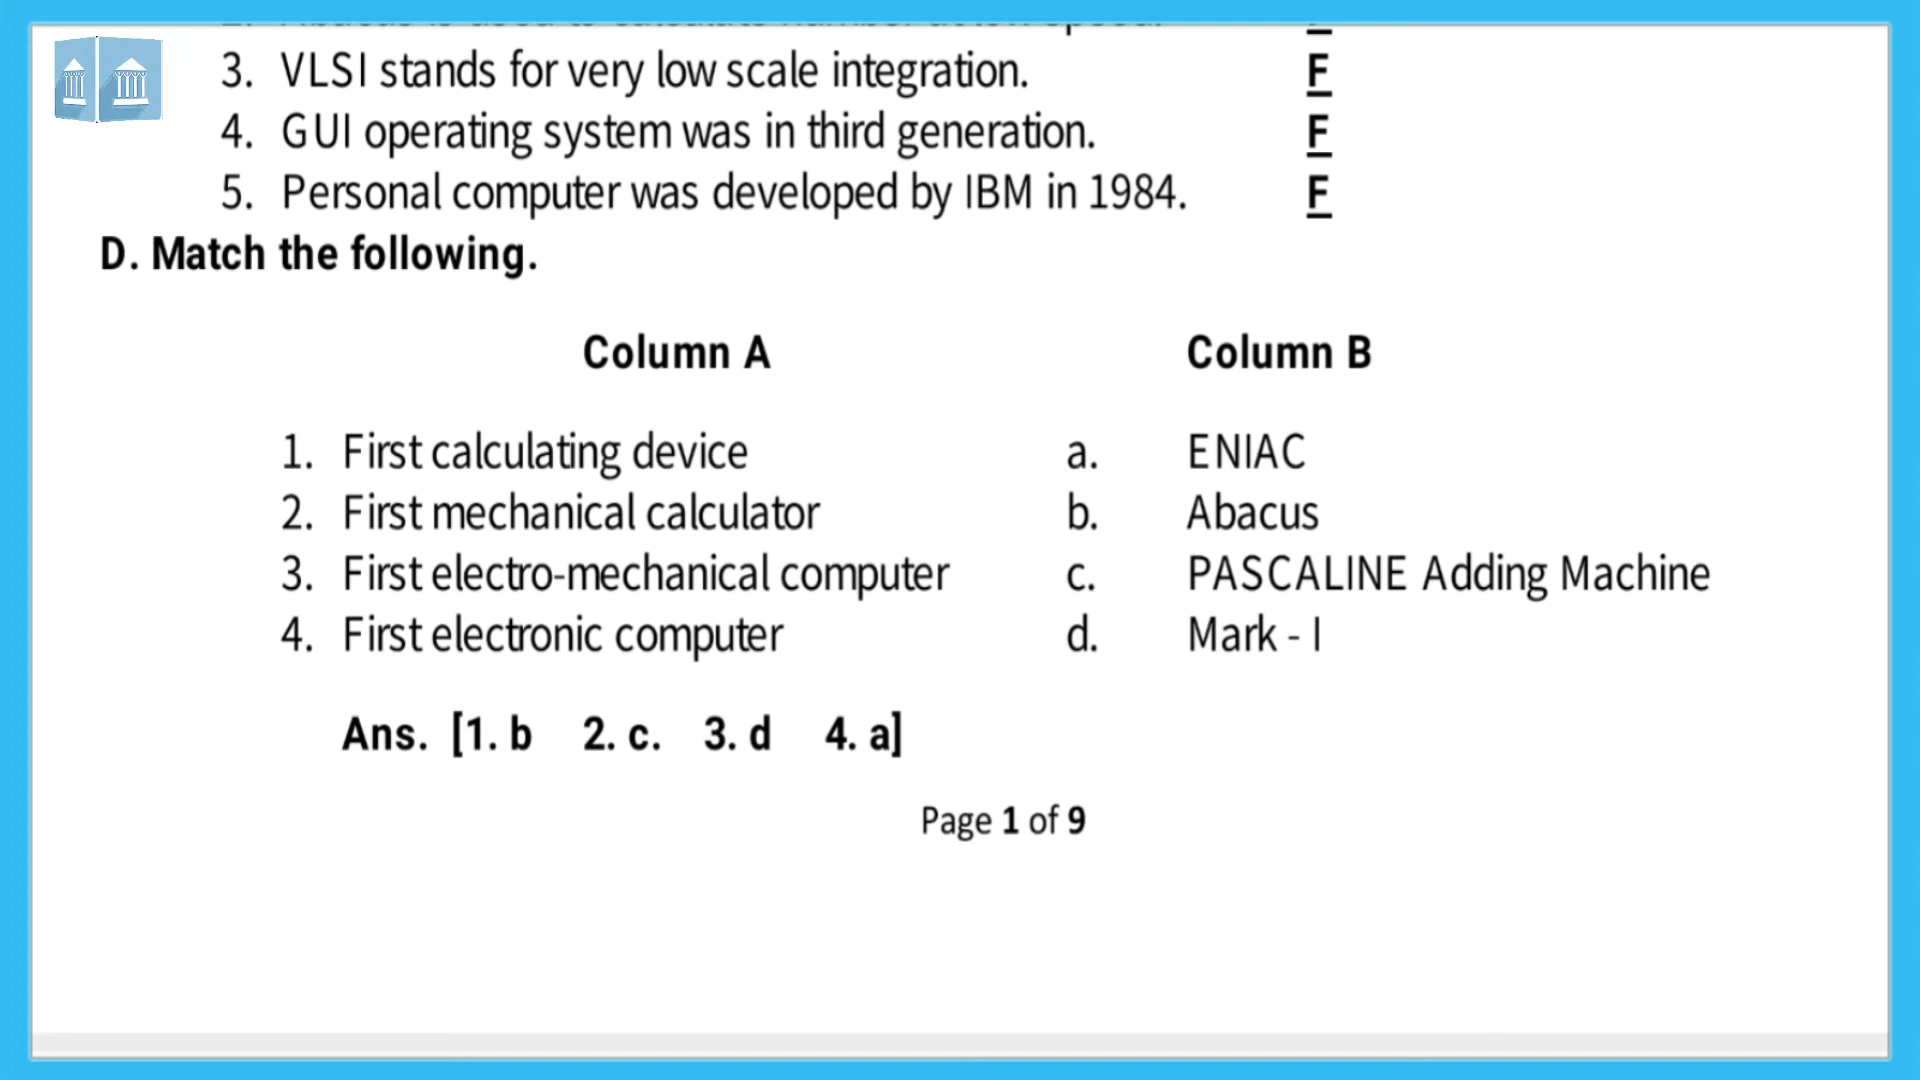 3. VLSI stands for very low scale integration. F
4. GUI operating system was in third generation. F
5. Personal computer was developed by IBM in 1984. F
D. Match the following.
Column A Column B
1. First calculating device a. ENIAC
2. First mechanical calculator b. Abacus
3. First electro-mechanical computer c. PASCALINE Adding Machine
4. First electronic computer d. Mark - I
Ans. [1. b 2. c. 3. d 4. a]
Page 1 of 9